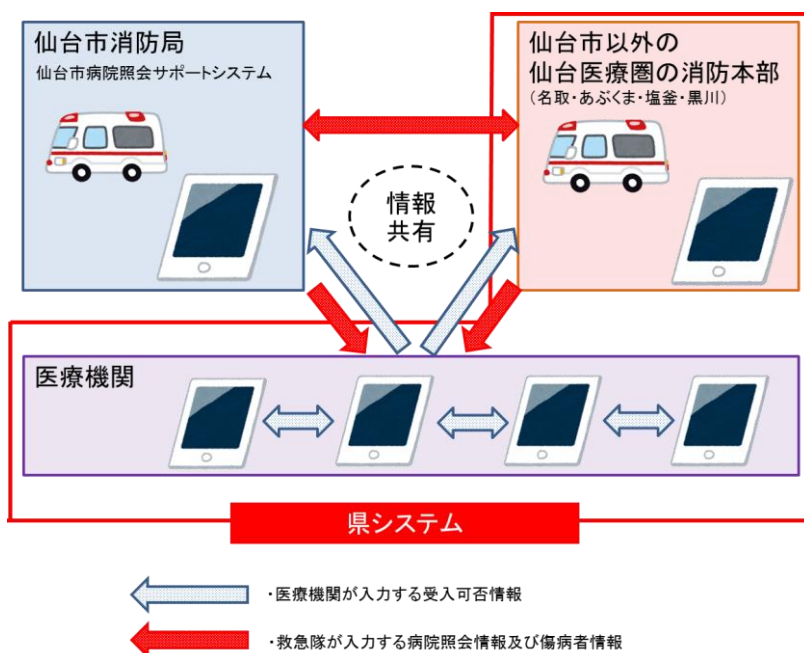 仙台市消防局
仙台市病院照会サポートシステム
仙台市以外の
仙台医療圏の消防本部
(名取・あぶくま・塩釜・黒川)
情報
共有
医療機関
県システム
・医療機関が入力する受入可否情報
・救急隊が入力する病院照会情報及び傷病者情報